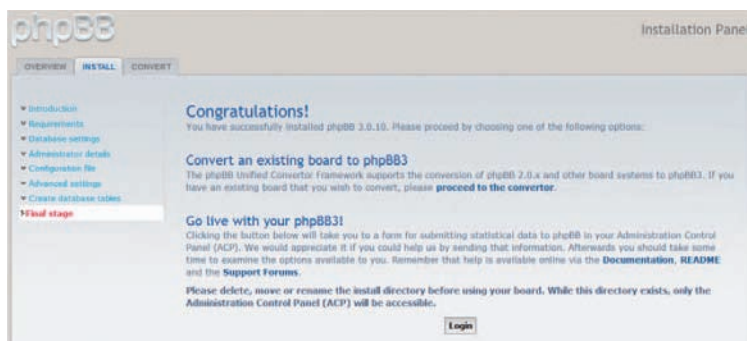 phpBB
Installation Panel
OVERVIEW INSTALL CONVERT
Introduction
Requirements
Database settings
Administrator details
Configuration file
Advanced settings
Create database tables
Final stage
Congratulations!
You have successfully installed phpBB 3.0.10. Please proceed by choosing one of the following options:
Convert an existing board to phpBB3
The phpBB Unified Convertor Framework supports the conversion of phpBB 2.0.x and other board systems to phpBB3. If you
have an existing board that you wish to convert, please proceed to the convertor.
Go live with your phpBB3!
Clicking the button below will take you to a form for submitting statistical data to phpBB in your Administration Control
Panel (ACP). We would appreciate it if you could help us by sending that information. Afterwards you should take some
time to examine the options available to you. Remember that help is available online via the Documentation, README
and the Support Forums.
Please delete, move or rename the install directory before using your board. While this directory exists, only the
Administration Control Panel (ACP) will be accessible.
Login